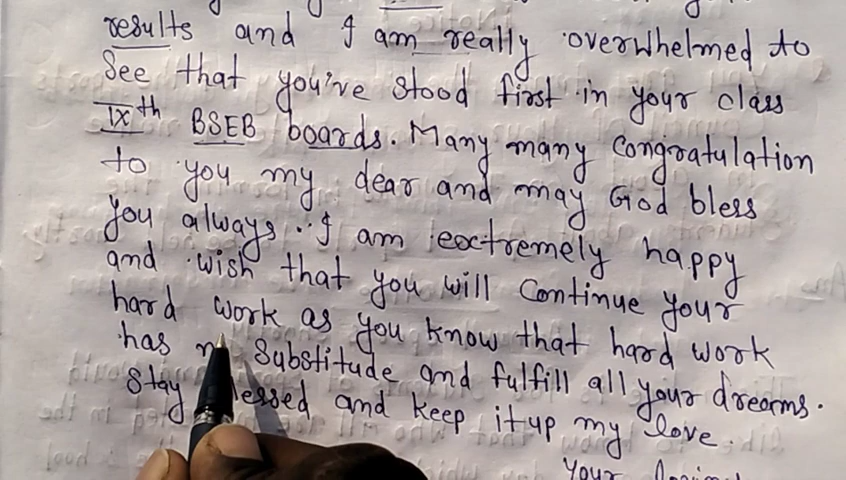 results and I am really overwhelmed to
See that you've stood first in your class
IXth BSEB boards. Many many Congratulation
to you my dear and may God bless
you always. I am extremely happy
and wish that you will Continue your
hard work as you know that hard work
has Substitude and fulfill all your dreams.
Stay and keep it up my love.
Your